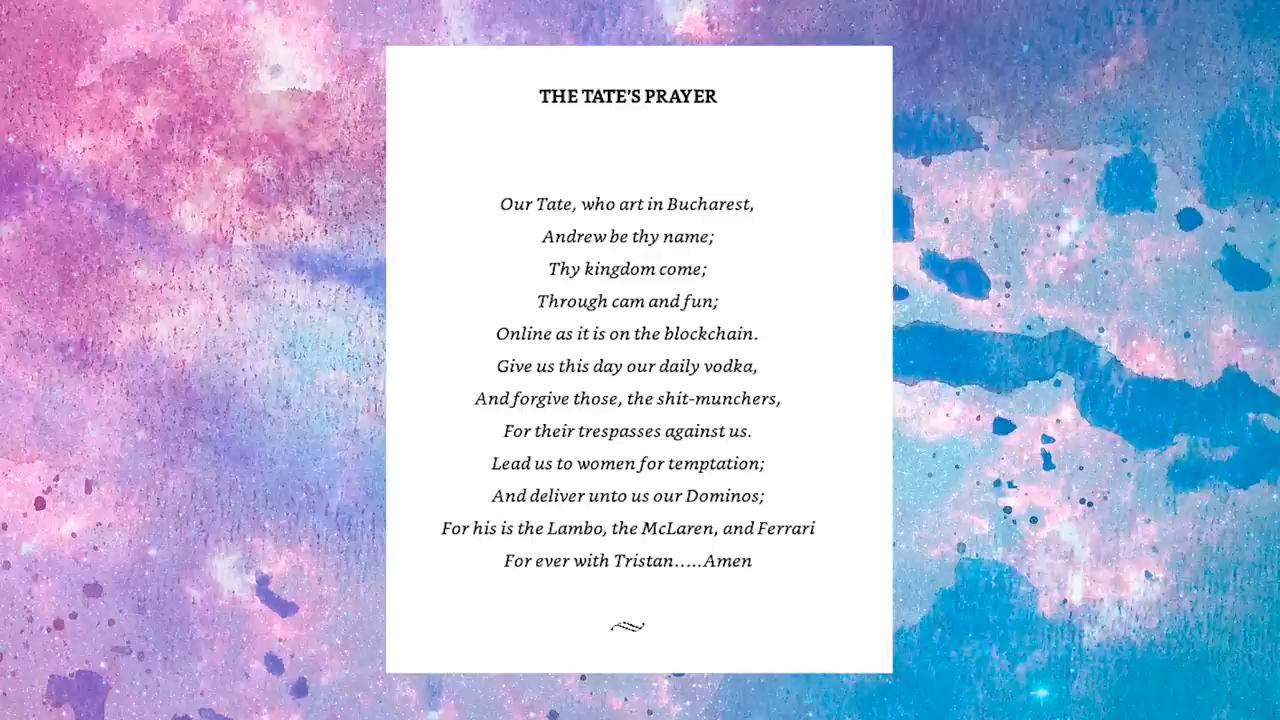 THE TATE'S PRAYER
Our Tate, who art in Bucharest,
Andrew be thy name;
Thy kingdom come;
Through cam and fun;
Online as it is on the blockchain.
Give us this day our daily vodka,
And forgive those, the shit-munchers,
For their trespasses against us.
Lead us to women for temptation;
And deliver unto us our Dominos;
For his is the Lambo, the McLaren, and Ferrari
For ever with Tristan.....Amen